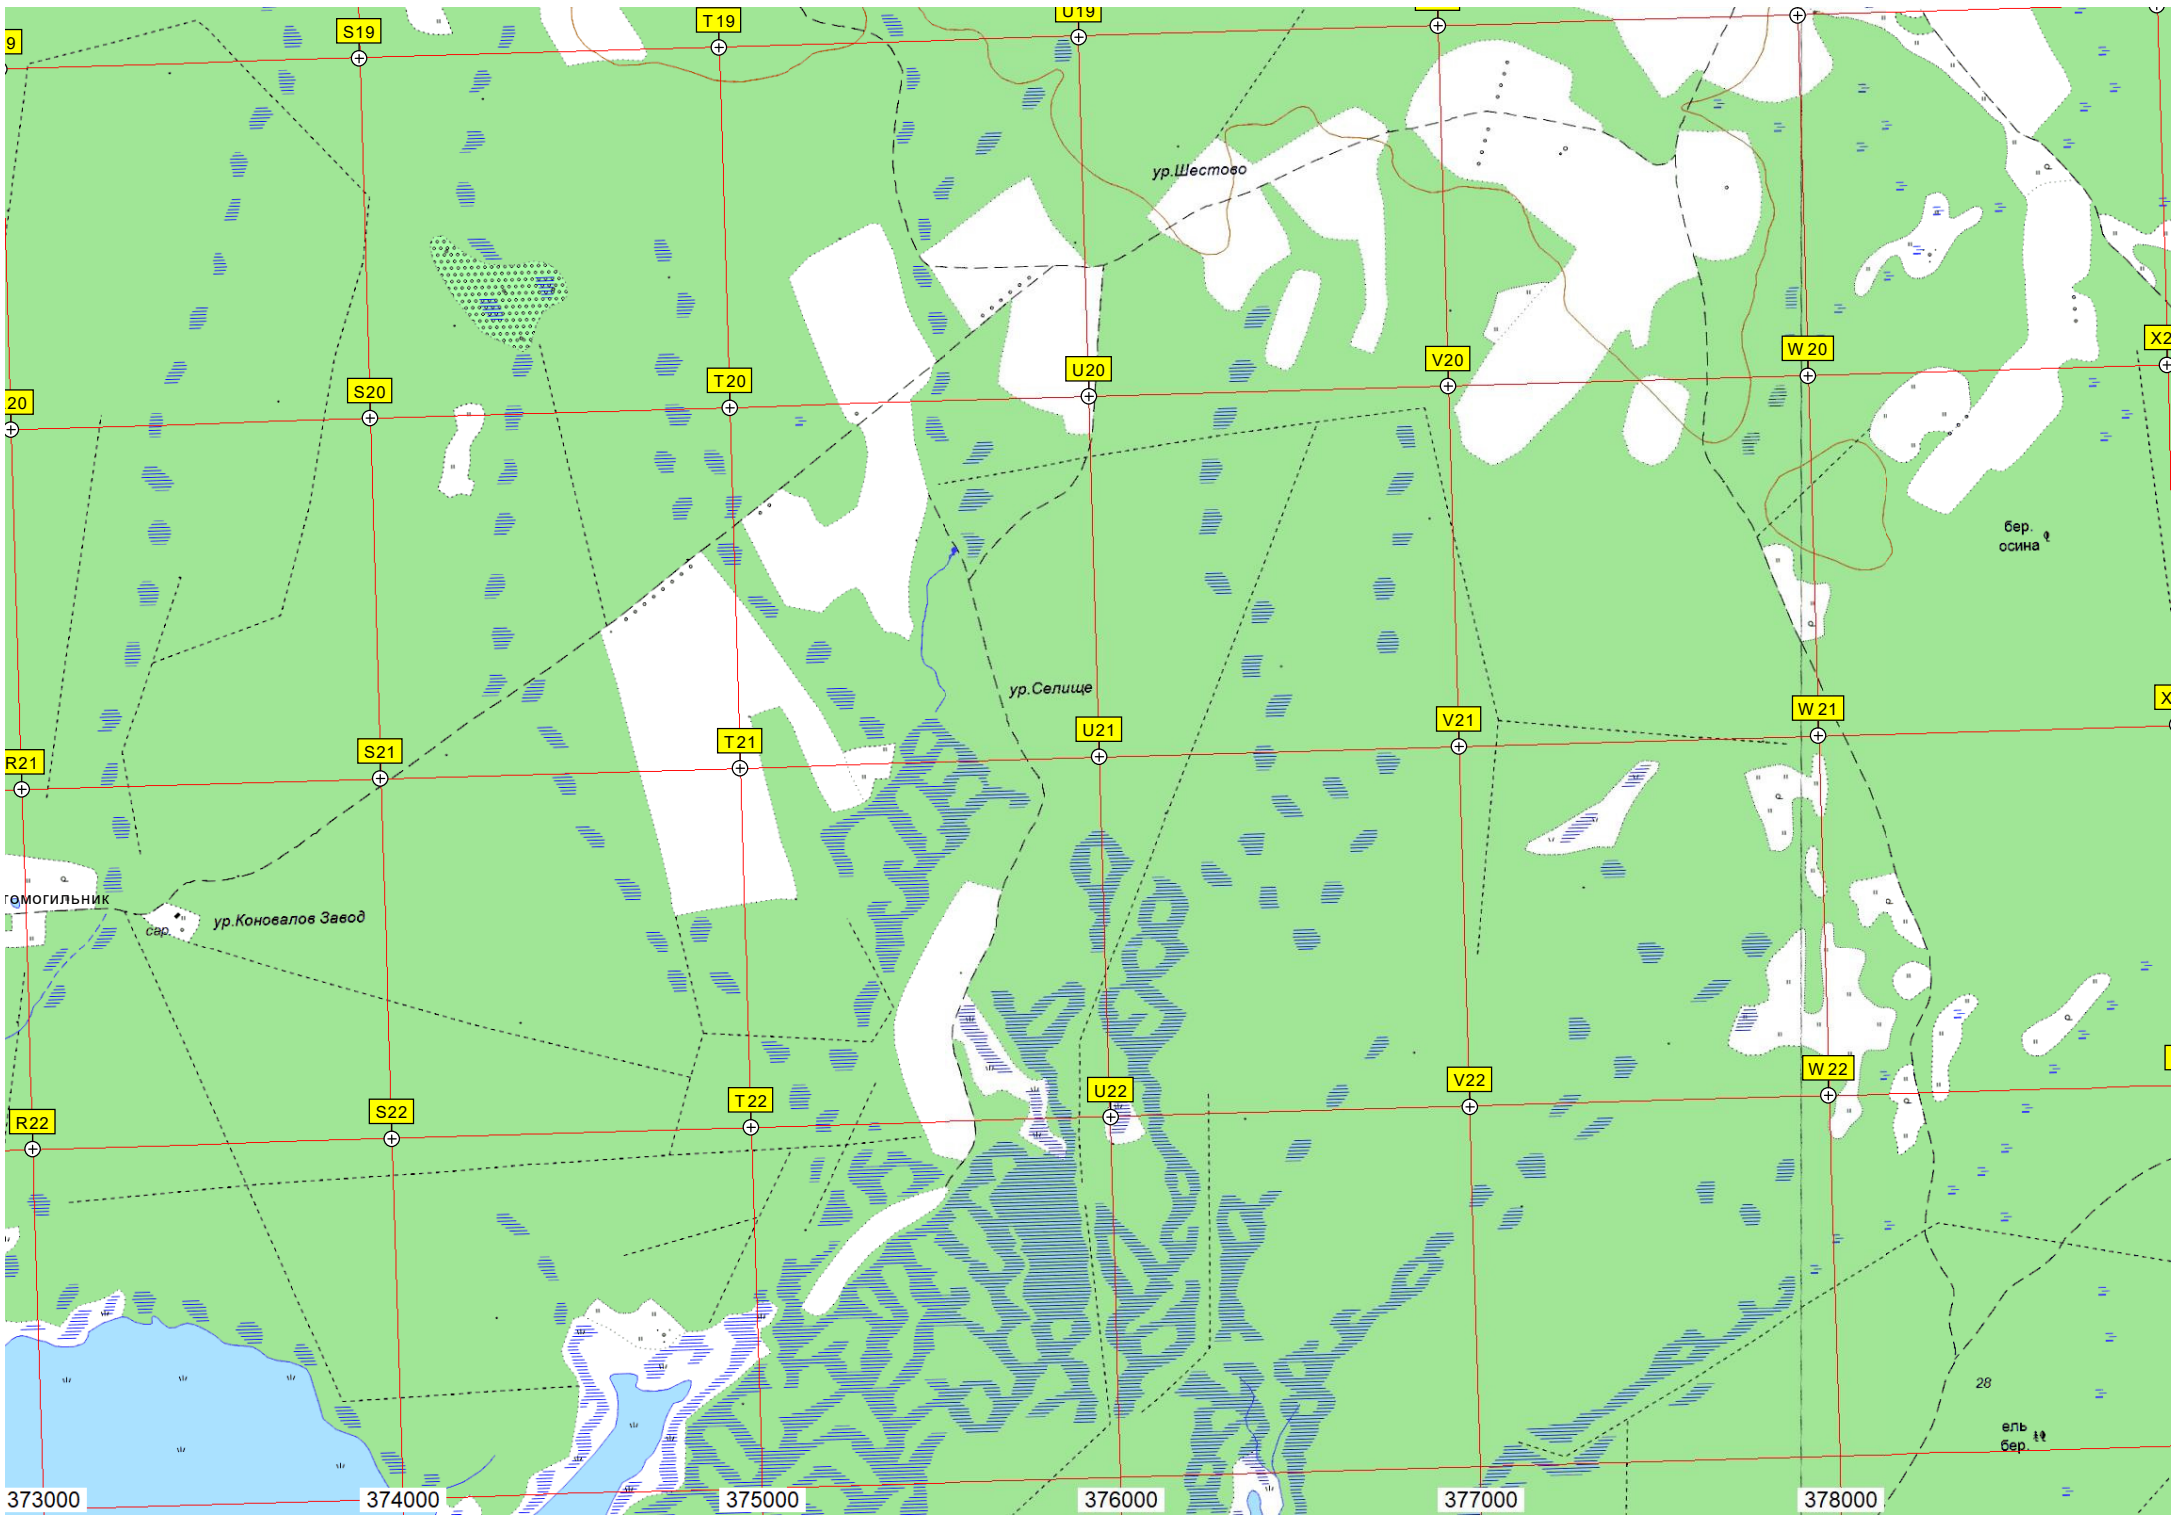 U19
T19
S19
9
ур.Шестово
X2
W20
V20
U20
T20
S20
20
бер.
осина
ур.Селище
X
W21
V21
U21
T21
S21
R21
томогильник
сар.
ур.Коновалов Завод
W22
V22
U22
T22
S22
R22
28
ель
бер.
373000
374000
375000
376000
377000
378000